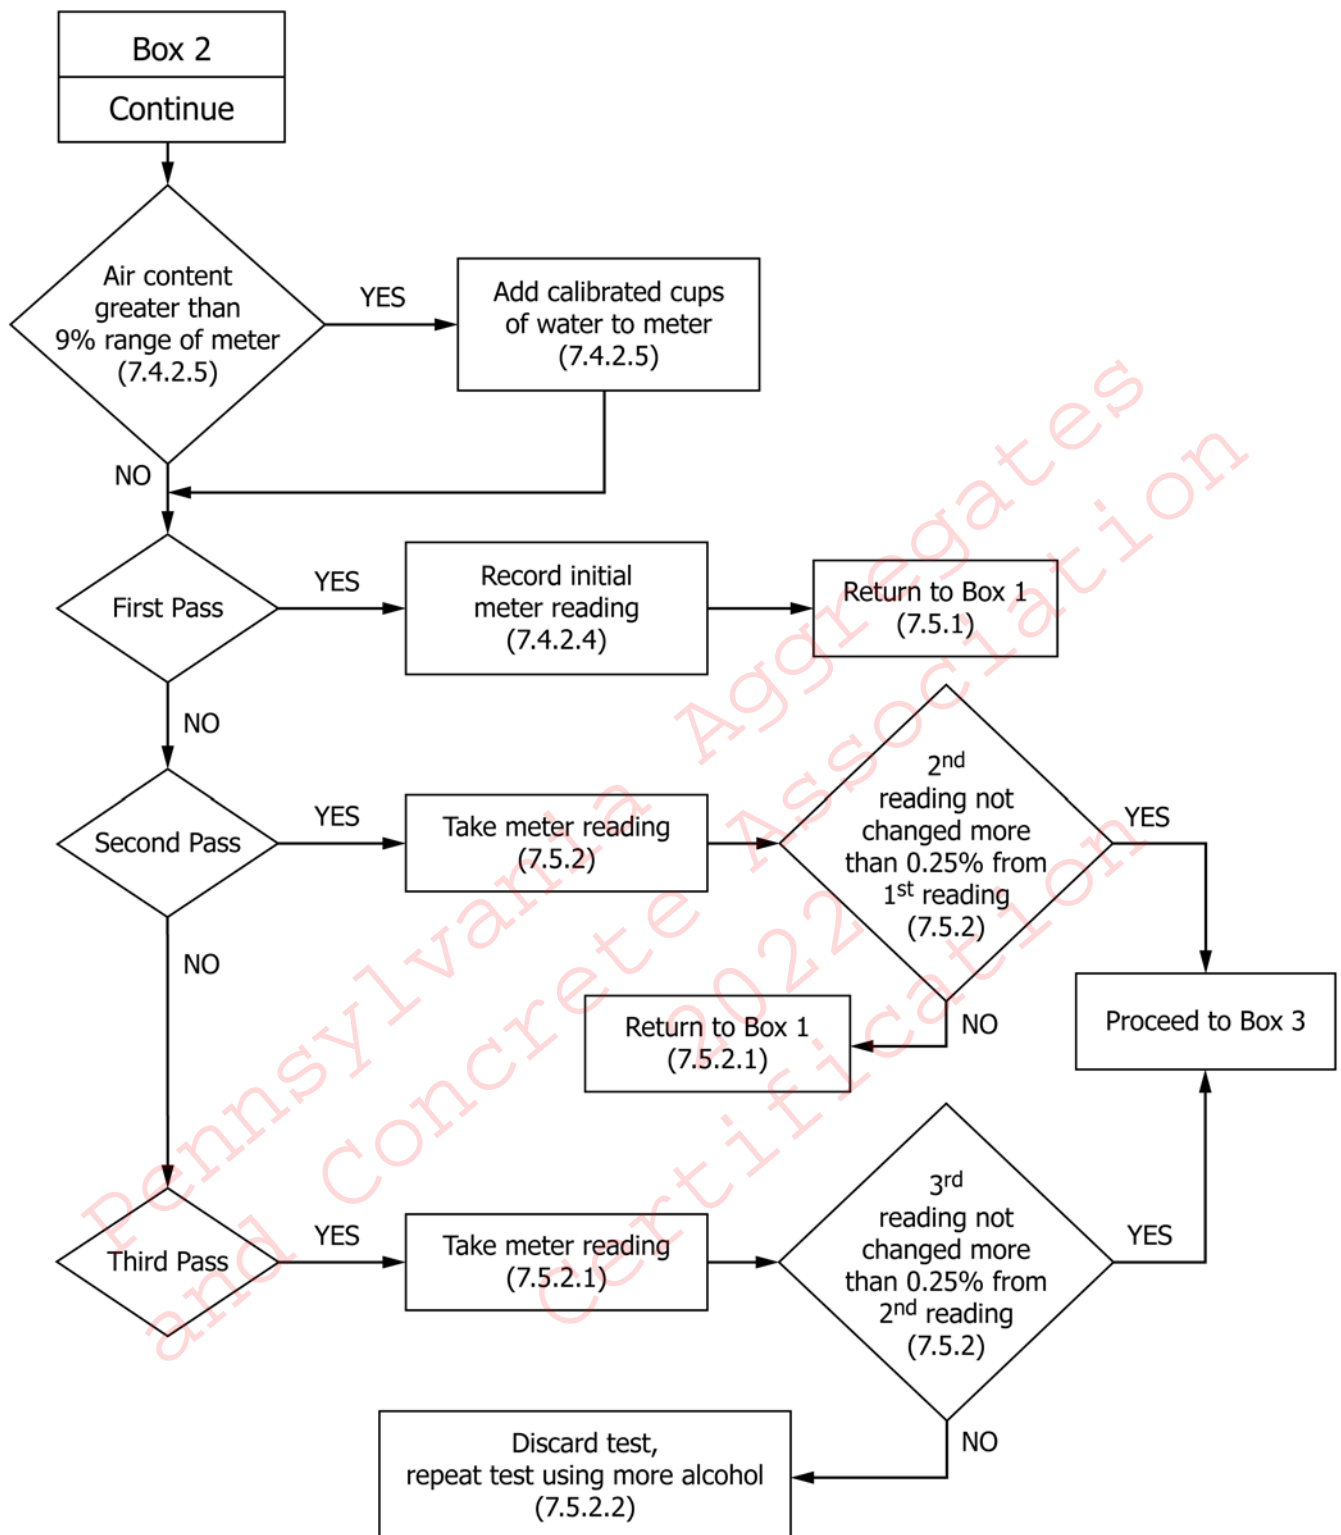 Box 2
Continue
Air content
greater than
9% range of meter
(7.4.2.5)
YES
Add calibrated cups
of water to meter
(7.4.2.5)
NO
First Pass
YES
Record initial
meter reading
(7.4.2.4)
Return to Box 1
(7.5.1)
NO
Second Pass
YES
Take meter reading
(7.5.2)
2nd
reading not
changed more
than 0.25% from
1st reading
(7.5.2)
YES
NO
Return to Box 1
(7.5.2.1)
Proceed to Box 3
NO
Third Pass
YES
Take meter reading
(7.5.2.1)
3rd
reading not
changed more
than 0.25% from
2nd reading
(7.5.2)
YES
NO
Discard test,
repeat test using more alcohol
(7.5.2.2)
Pennsylvania Aggregates
and Concrete Association
2022
Certification